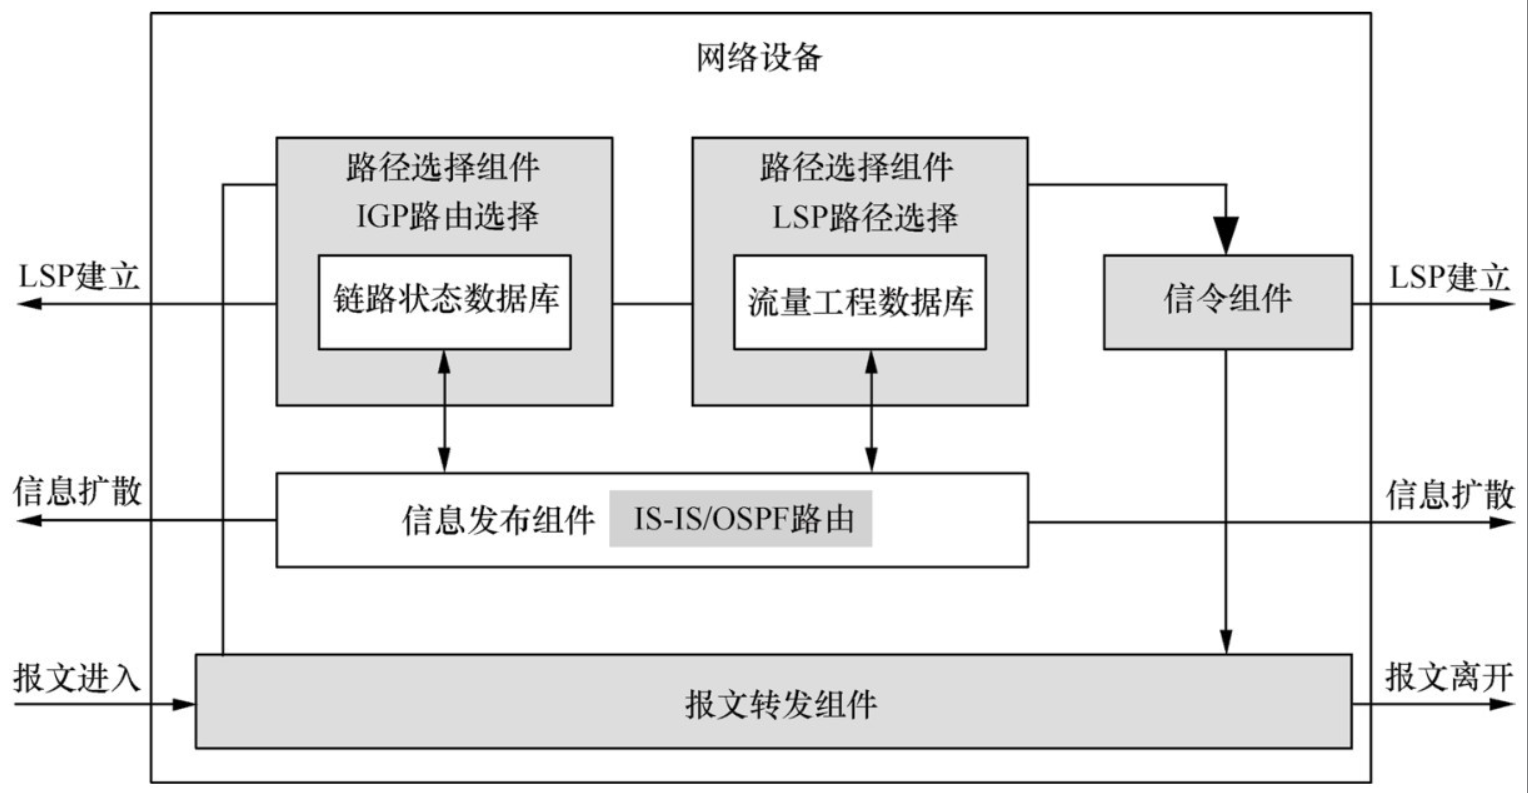 网络设备
路径选择组件
IGP路由选择
链路状态数据库
路径选择组件
LSP路径选择
流量工程数据库
LSP建立
信令组件
LSP建立
信息扩散
信息发布组件
IS-IS/OSPF路由
信息扩散
报文进入
报文转发组件
报文离开